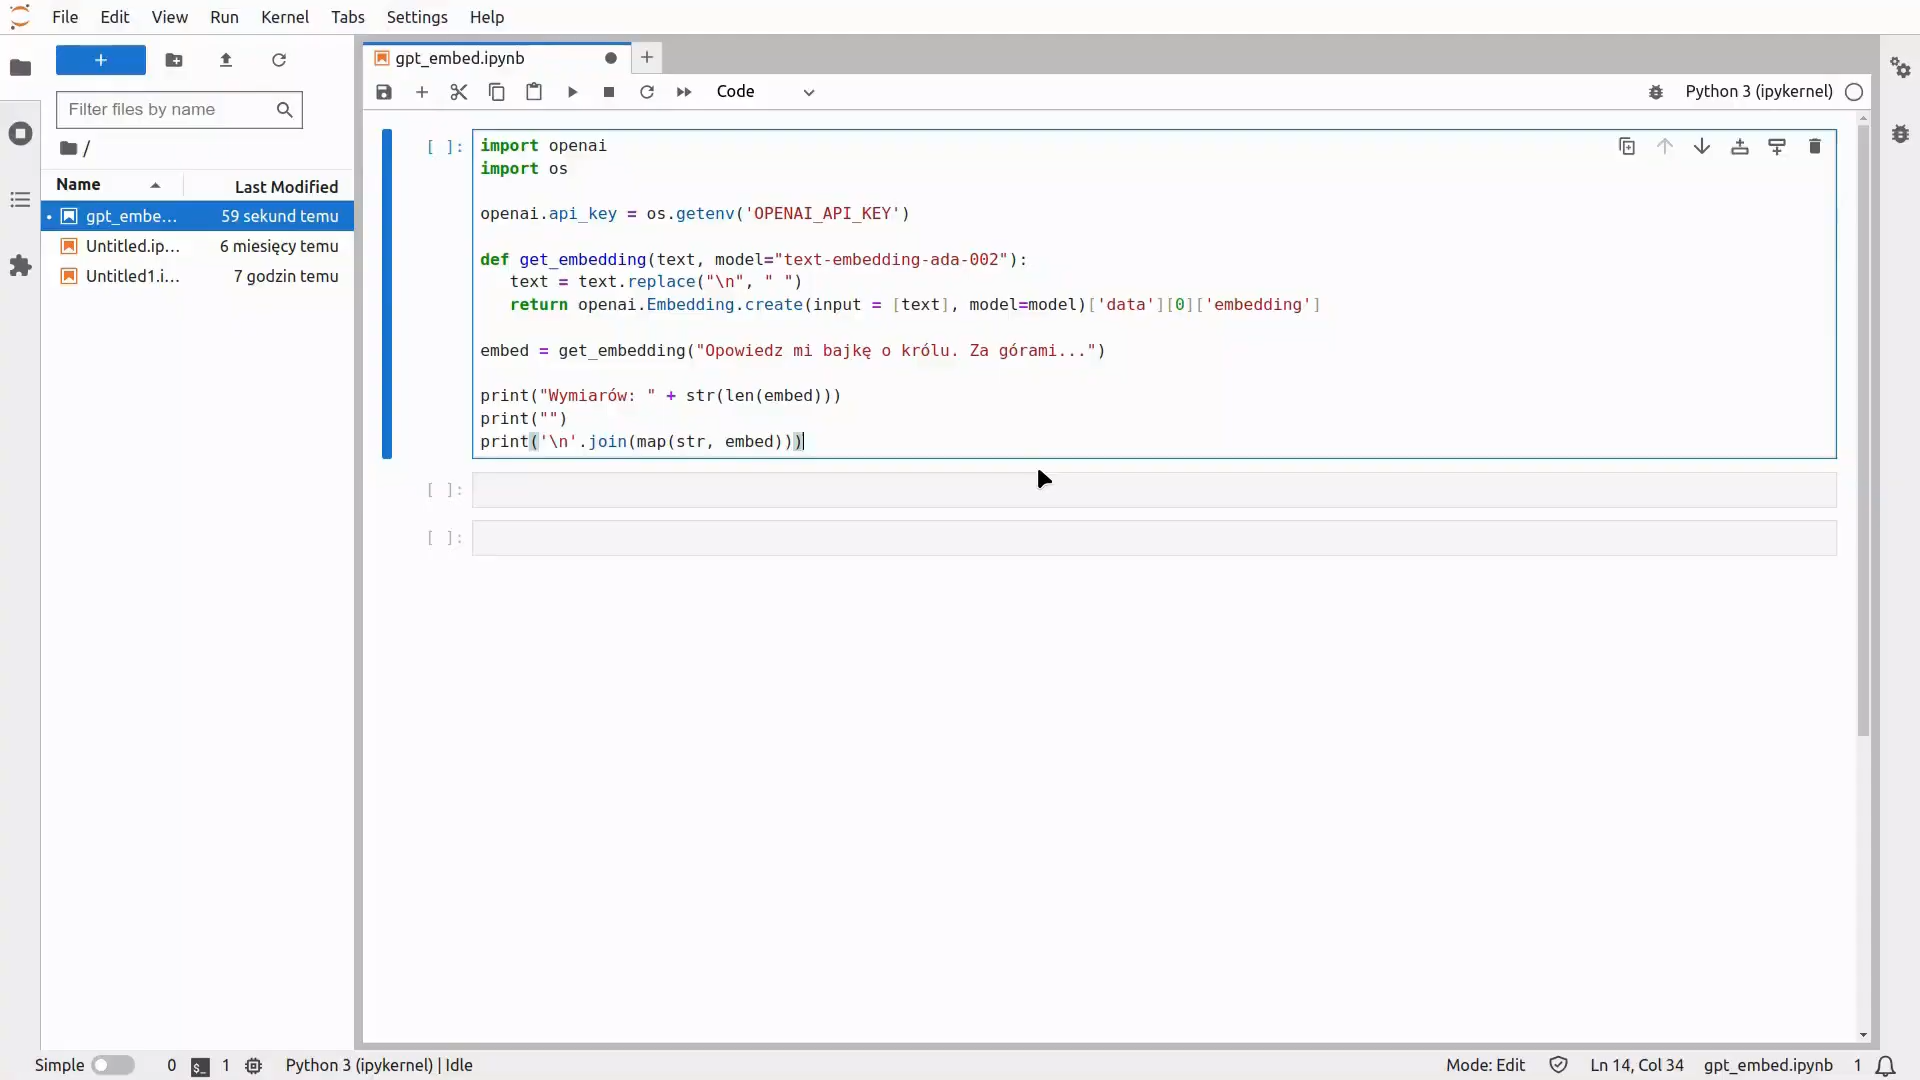 File Edit View Run Kernel Tabs Settings Help
gpt_embed.ipynb
Filter files by name
Code
Python 3 (ipykernel)
/
Name Last Modified
gpt_embe... 59 sekund temu
Untitled.ip... 6 miesięcy temu
Untitled1.i... 7 godzin temu
[ ]:
import openai
import os
openai.api_key = os.getenv('OPENAI_API_KEY')
def get_embedding(text, model="text-embedding-ada-002"):
text = text.replace("\n", " ")
return openai.Embedding.create(input = [text], model=model)['data'][0]['embedding']
embed = get_embedding("Opowiedz mi bajkę o królu. Za górami...")
print("Wymiarów: " + str(len(embed)))
print("")
print('\n'.join(map(str, embed)))
[ ]:
[ ]:
Simple 0 $_ 1 Python 3 (ipykernel) | Idle Mode: Edit Ln 14, Col 34 gpt_embed.ipynb 1